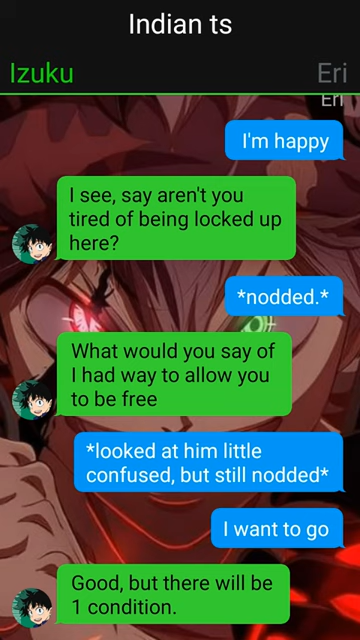 Indian ts
Izuku
Eri
Eri
I'm happy
I see, say aren't you
tired of being locked up
here?
*nodded.*
What would you say of
I had way to allow you
to be free
*looked at him little
confused, but still nodded*
I want to go
Good, but there will be
1 condition.